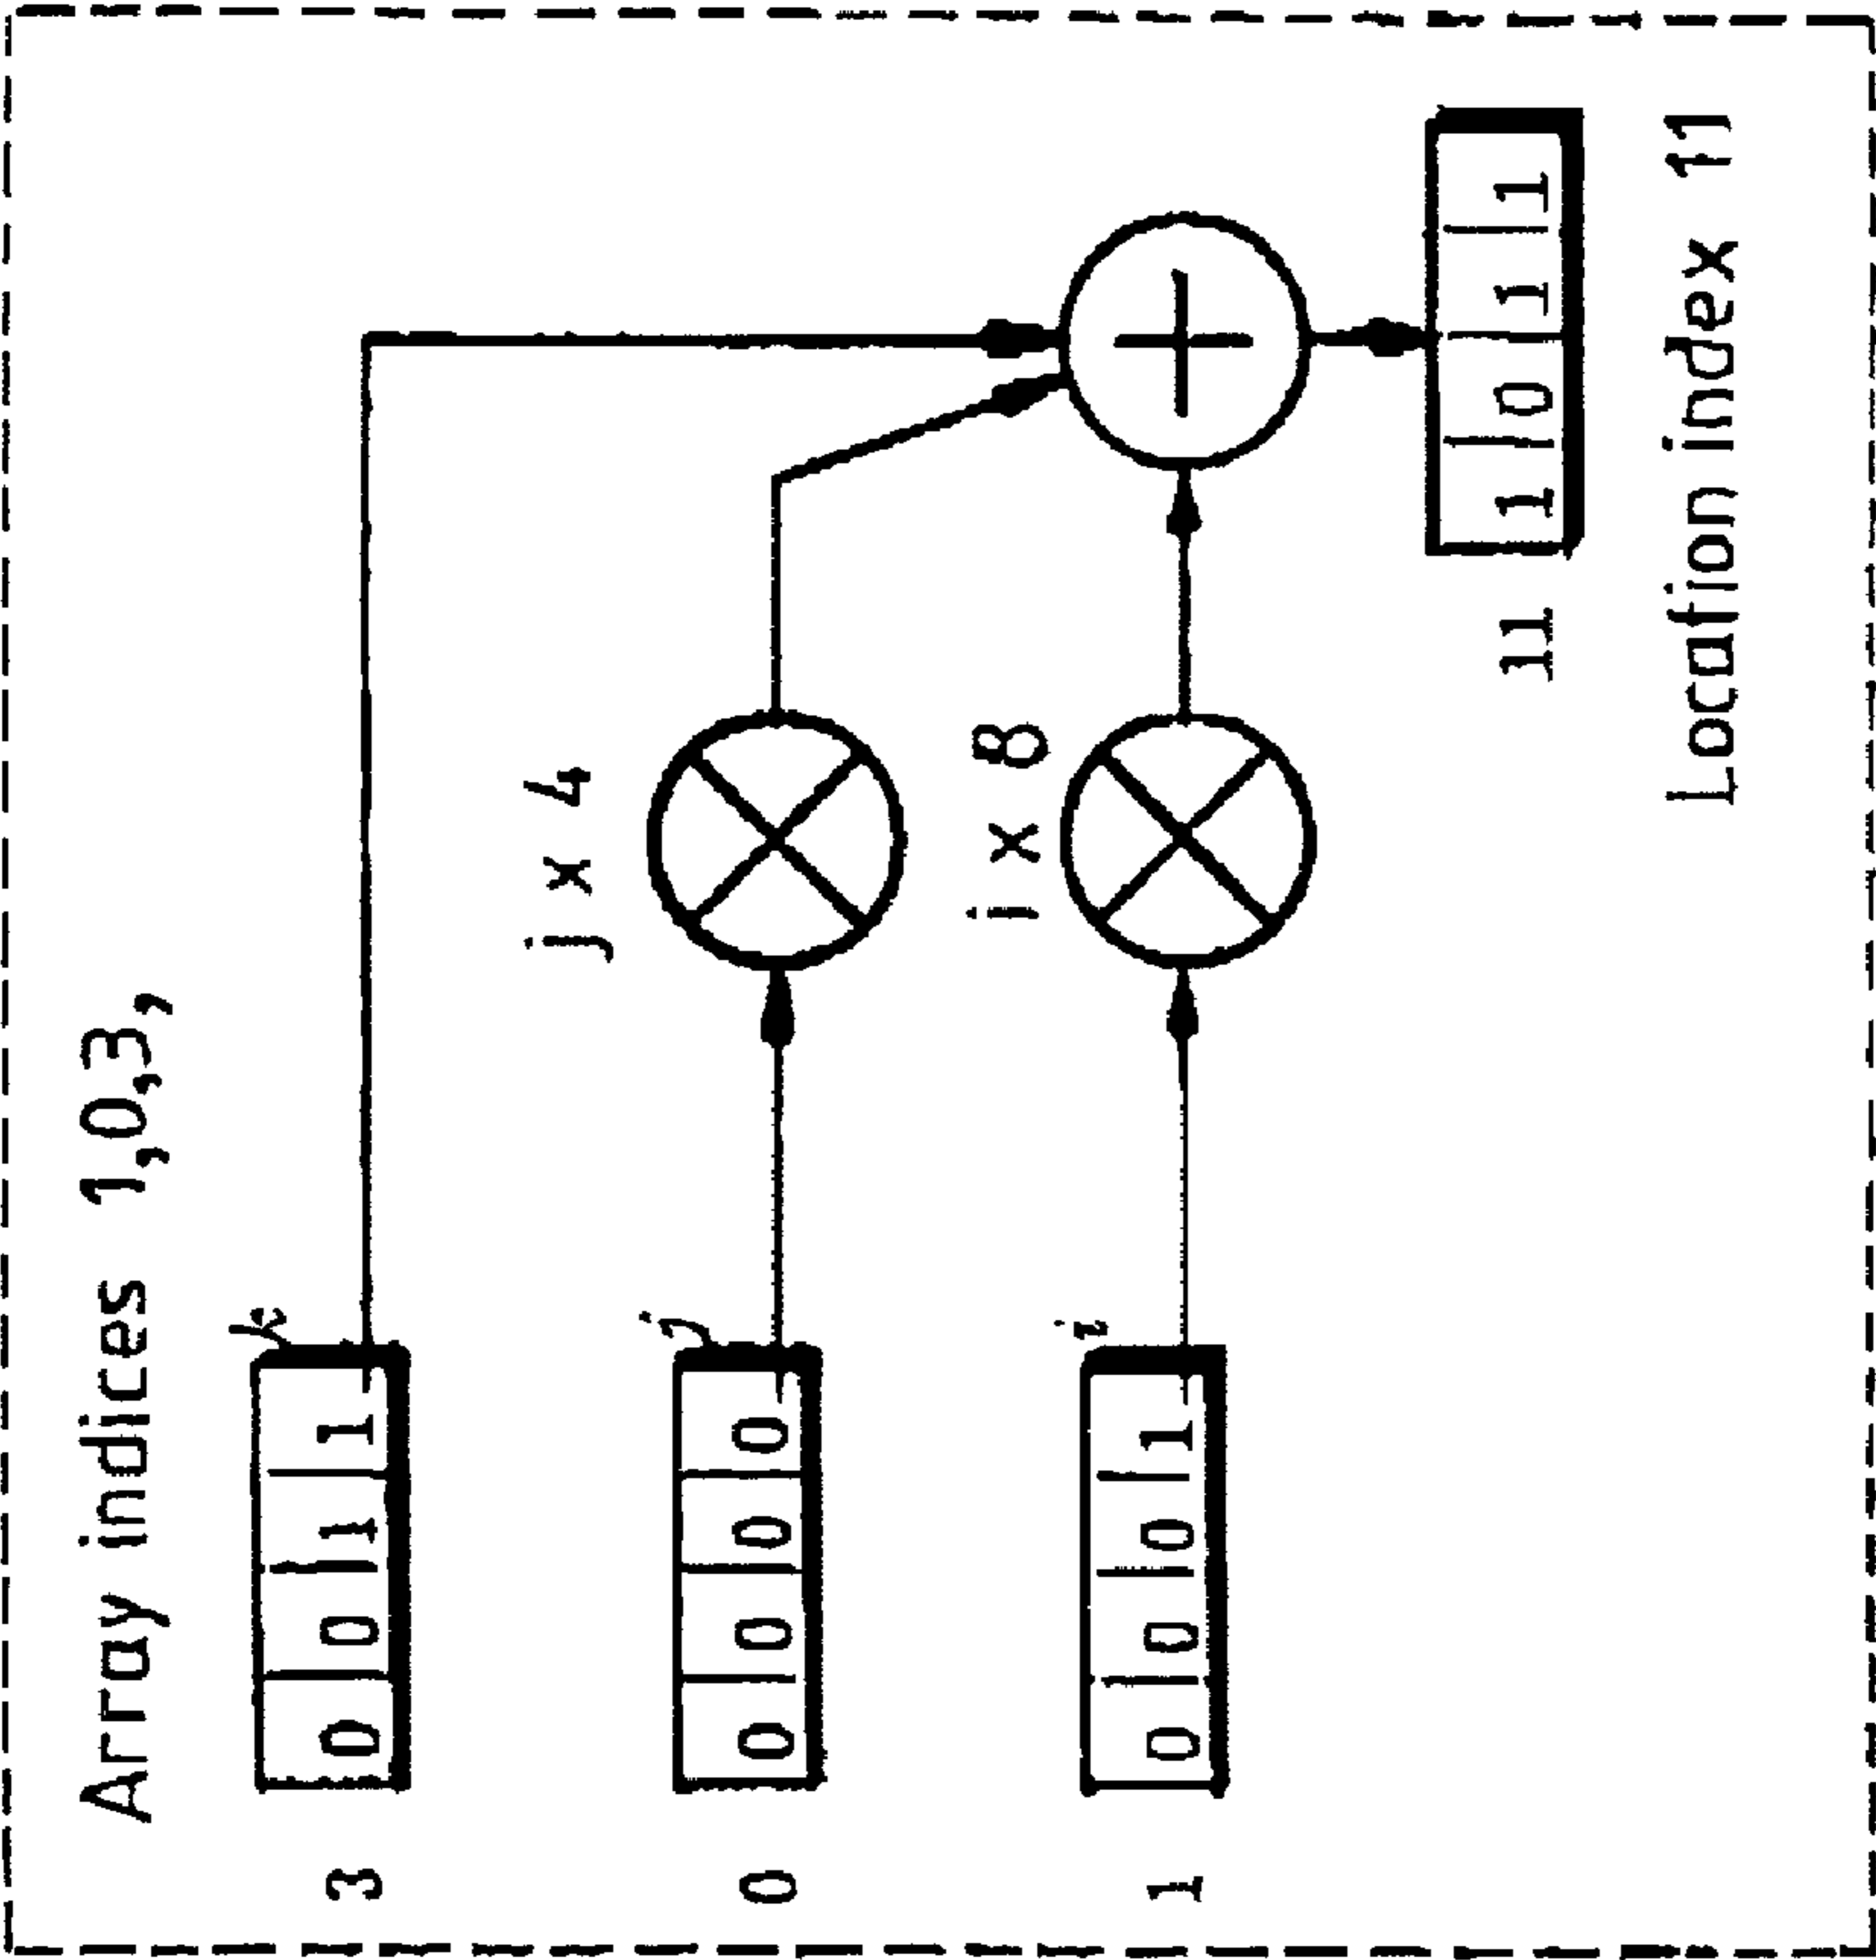 Array indices 1,0,3,
k
3 0 0 1 1
j x 4
j
0 0 0 0 0
i x 8
i
1 0 0 0 1
11 1 0 1 1
Location index 11